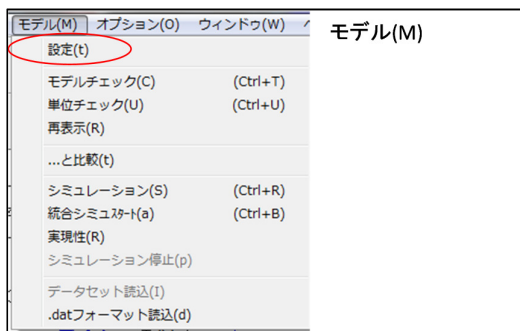 モデル(M) オプション(O) ウィンドゥ(W)
モデル(M)
設定(t)
モデルチェック(C) (Ctrl+T)
単位チェック(U) (Ctrl+U)
再表示(R)
...と比較(t)
シミュレーション(S) (Ctrl+R)
統合シミュスタート(a) (Ctrl+B)
実現性(R)
シミュレーション停止(p)
データセット読込(I)
.datフォーマット読込(d)